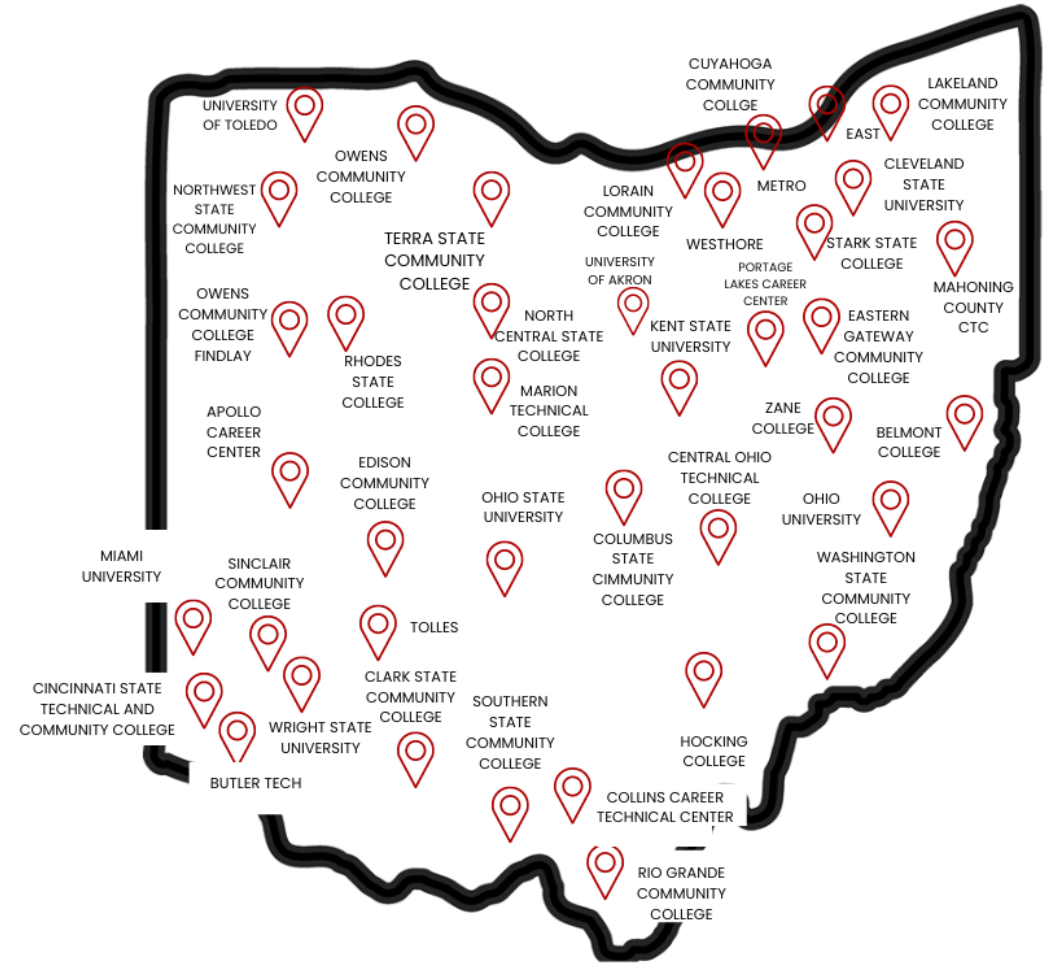 CUYAHOGA
COMMUNITY
COLLGE
LAKELAND
COMMUNITY
COLLEGE
UNIVERSITY
OF TOLEDO
EAST
OWENS
COMMUNITY
COLLEGE
CLEVELAND
STATE
UNIVERSITY
METRO
NORTHWEST
STATE
COMMUNITY
COLLEGE
LORAIN
COMMUNITY
COLLEGE
WESTHORE
TERRA STATE
COMMUNITY
COLLEGE
STARK STATE
COLLEGE
UNIVERSITY
OF AKRON
PORTAGE
LAKES CAREER
CENTER
MAHONING
COUNTY
CTC
OWENS
COMMUNITY
COLLEGE
FINDLAY
NORTH
CENTRAL STATE
COLLEGE
KENT STATE
UNIVERSITY
EASTERN
GATEWAY
COMMUNITY
COLLEGE
RHODES
STATE
COLLEGE
MARION
TECHNICAL
COLLEGE
APOLLO
CAREER
CENTER
ZANE
COLLEGE
BELMONT
COLLEGE
EDISON
COMMUNITY
COLLEGE
CENTRAL OHIO
TECHNICAL
COLLEGE
OHIO STATE
UNIVERSITY
OHIO
UNIVERSITY
COLUMBUS
STATE
CIMMUNITY
COLLEGE
MIAMI
UNIVERSITY
SINCLAIR
COMMUNITY
COLLEGE
WASHINGTON
STATE
COMMUNITY
COLLEGE
TOLLES
CINCINNATI STATE
TECHNICAL AND
COMMUNITY COLLEGE
CLARK STATE
COMMUNITY
COLLEGE
SOUTHERN
STATE
COMMUNITY
COLLEGE
WRIGHT STATE
UNIVERSITY
HOCKING
COLLEGE
BUTLER TECH
COLLINS CAREER
TECHNICAL CENTER
RIO GRANDE
COMMUNITY
COLLEGE